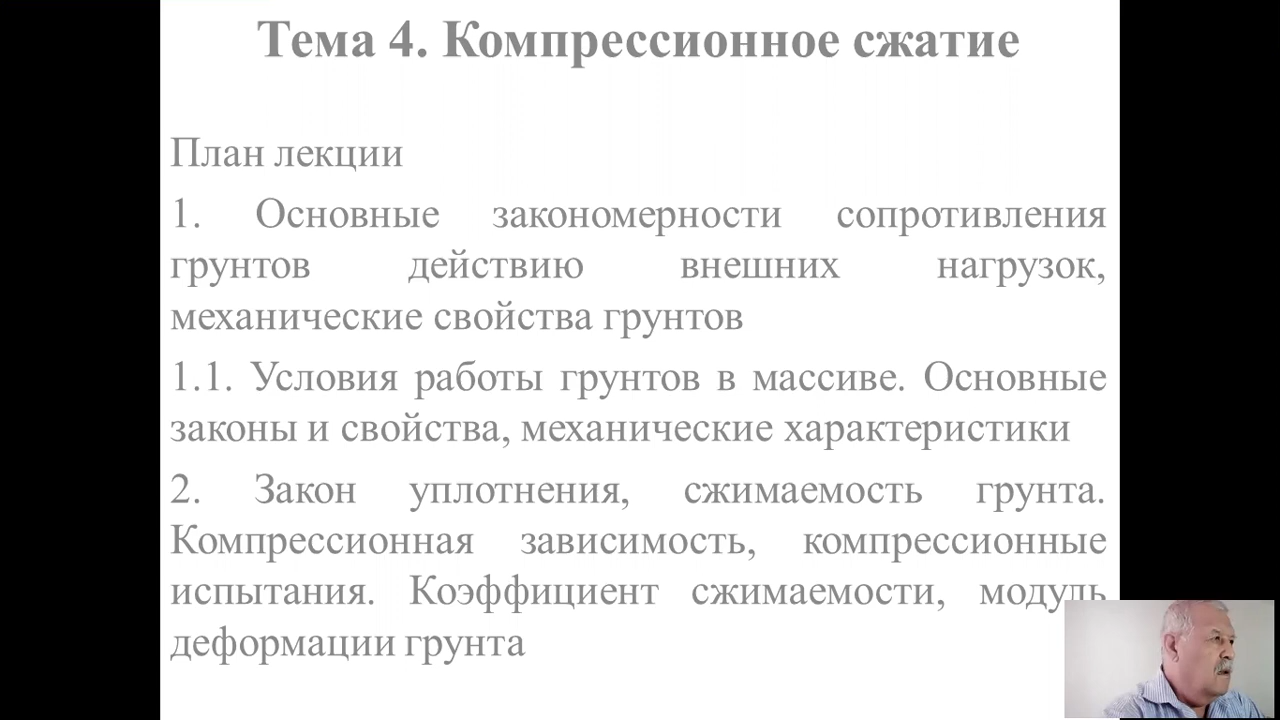 Тема 4. Компрессионное сжатие
План лекции
1. Основные закономерности сопротивления
грунтов действию внешних нагрузок,
механические свойства грунтов
1.1. Условия работы грунтов в массиве. Основные
законы и свойства, механические характеристики
2. Закон уплотнения, сжимаемость грунта.
Компрессионная зависимость, компрессионные
испытания. Коэффициент сжимаемости, модуль
деформации грунта